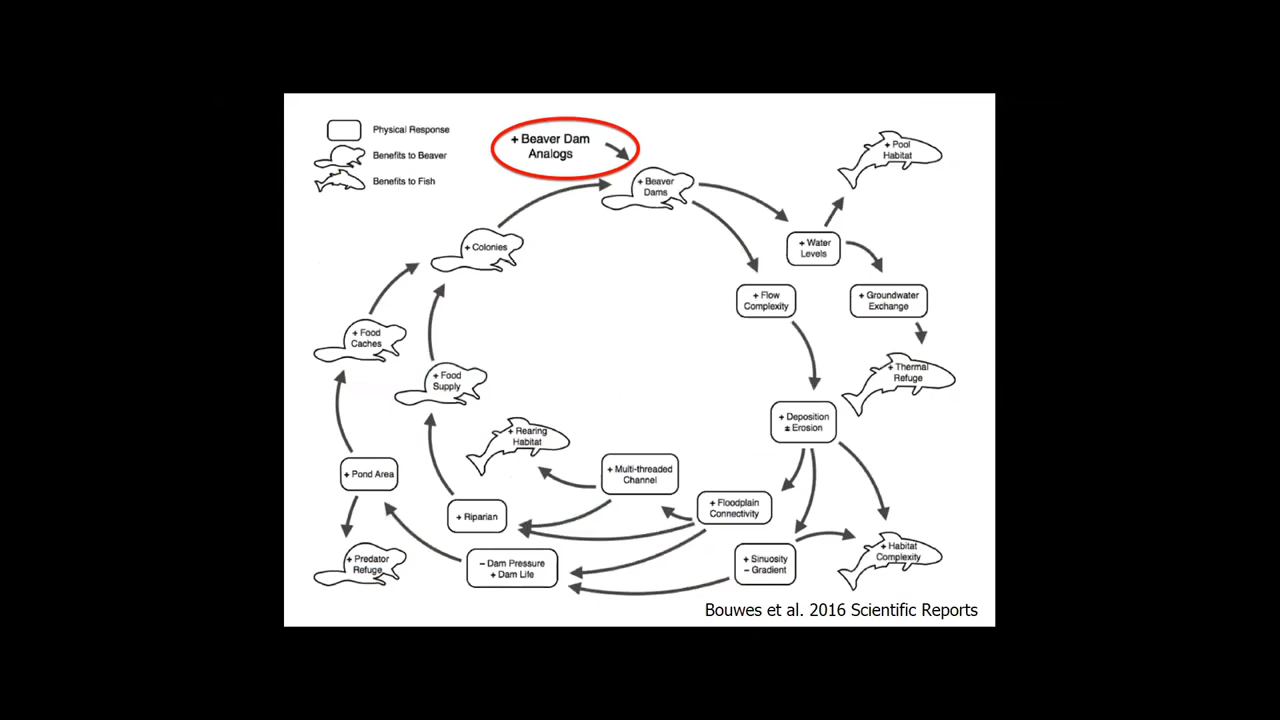 Physical Response
Benefits to Beaver
Benefits to Fish
+ Beaver Dam
Analogs
+ Beaver
Dams
+ Pool
Habitat
+ Water
Levels
+ Colonies
+ Flow
Complexity
+ Groundwater
Exchange
+ Food
Caches
+ Food
Supply
+ Thermal
Refuge
+ Deposition
± Erosion
+ Rearing
Habitat
+ Multi-threaded
Channel
+ Pond Area
+ Floodplain
Connectivity
+ Riparian
+ Predator
Refuge
− Dam Pressure
+ Dam Life
+ Sinuosity
− Gradient
+ Habitat
Complexity
Bouwes et al. 2016 Scientific Reports